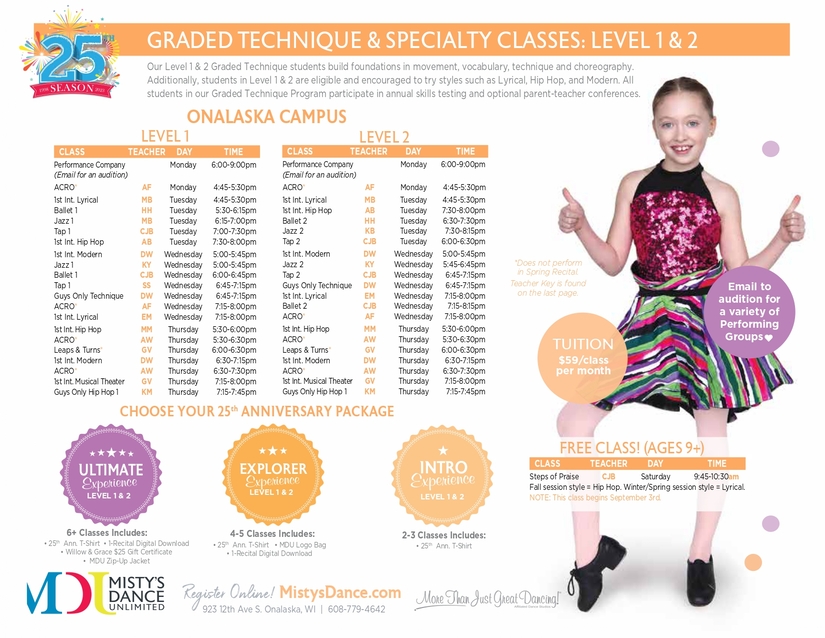 25TH
1998 SEASON 2023
GRADED TECHNIQUE & SPECIALTY CLASSES: LEVEL 1 & 2
Our Level 1 & 2 Graded Technique students build foundations in movement, vocabulary, technique and choreography.
Additionally, students in Level 1 & 2 are eligible and encouraged to try styles such as Lyrical, Hip Hop, and Modern. All
students in our Graded Technique Program participate in annual skills testing and optional parent-teacher conferences.
ONALASKA CAMPUS
LEVEL 1
CLASS TEACHER DAY TIME
Performance Company Monday 6:00-9:00pm
(Email for an audition)
ACRO* AF Monday 4:45-5:30pm
1st Int. Lyrical MB Tuesday 4:45-5:30pm
Ballet 1 HH Tuesday 5:30-6:15pm
Jazz 1 MB Tuesday 6:15-7:00pm
Tap 1 CJB Tuesday 7:00-7:30pm
1st Int. Hip Hop AB Tuesday 7:30-8:00pm
1st Int. Modern DW Wednesday 5:00-5:45pm
Jazz 1 KY Wednesday 5:00-5:45pm
Ballet 1 CJB Wednesday 6:00-6:45pm
Tap 1 SS Wednesday 6:45-7:15pm
Guys Only Technique DW Wednesday 6:45-7:15pm
ACRO* AF Wednesday 7:15-8:00pm
1st Int. Lyrical EM Wednesday 7:15-8:00pm
1st Int. Hip Hop MM Thursday 5:30-6:00pm
ACRO* AW Thursday 5:30-6:30pm
Leaps & Turns* GV Thursday 6:00-6:30pm
1st Int. Modern DW Thursday 6:30-7:15pm
ACRO* AW Thursday 6:30-7:30pm
1st Int. Musical Theater GV Thursday 7:15-8:00pm
Guys Only Hip Hop 1 KM Thursday 7:15-7:45pm
LEVEL 2
CLASS TEACHER DAY TIME
Performance Company Monday 6:00-9:00pm
(Email for an audition)
ACRO* AF Monday 4:45-5:30pm
1st Int. Lyrical MB Tuesday 4:45-5:30pm
1st Int. Hip Hop AB Tuesday 7:30-8:00pm
Ballet 2 HH Tuesday 6:30-7:30pm
Jazz 2 KB Tuesday 7:30-8:15pm
Tap 2 CJB Tuesday 6:00-6:30pm
1st Int. Modern DW Wednesday 5:00-5:45pm
Jazz 2 KY Wednesday 5:45-6:45pm
Tap 2 CJB Wednesday 6:45-7:15pm
Guys Only Technique DW Wednesday 6:45-7:15pm
1st Int. Lyrical EM Wednesday 7:15-8:00pm
Ballet 2 CJB Wednesday 7:15-8:15pm
ACRO* AF Wednesday 7:15-8:00pm
1st Int. Hip Hop MM Thursday 5:30-6:00pm
ACRO* AW Thursday 5:30-6:30pm
Leaps & Turns* GV Thursday 6:00-6:30pm
1st Int. Modern DW Thursday 6:30-7:15pm
ACRO* AW Thursday 6:30-7:30pm
1st Int. Musical Theater GV Thursday 7:15-8:00pm
Guys Only Hip Hop 1 KM Thursday 7:15-7:45pm
*Does not perform
in Spring Recital.
Teacher Key is found
on the last page.
Email to
audition for
a variety of
Performing
Groups♥
TUITION
$59/class
per month
CHOOSE YOUR 25th ANNIVERSARY PACKAGE
ULTIMATE
Experience
LEVEL 1 & 2
6+ Classes Includes:
• 25th Ann. T-Shirt • 1-Recital Digital Download
• Willow & Grace $25 Gift Certificate
• MDU Zip-Up Jacket
EXPLORER
Experience
LEVEL 1 & 2
4-5 Classes Includes:
• 25th Ann. T-Shirt • MDU Logo Bag
• 1-Recital Digital Download
INTRO
Experience
LEVEL 1 & 2
2-3 Classes Includes:
• 25th Ann. T-Shirt
FREE CLASS! (AGES 9+)
CLASS TEACHER DAY TIME
Steps of Praise CJB Saturday 9:45-10:30am
Fall session style = Hip Hop. Winter/Spring session style = Lyrical.
NOTE: This class begins September 3rd.
MDU
MISTY'S
DANCE
UNLIMITED
Register Online! MistysDance.com
923 12th Ave S. Onalaska, WI | 608-779-4642
More Than Just Great Dancing!